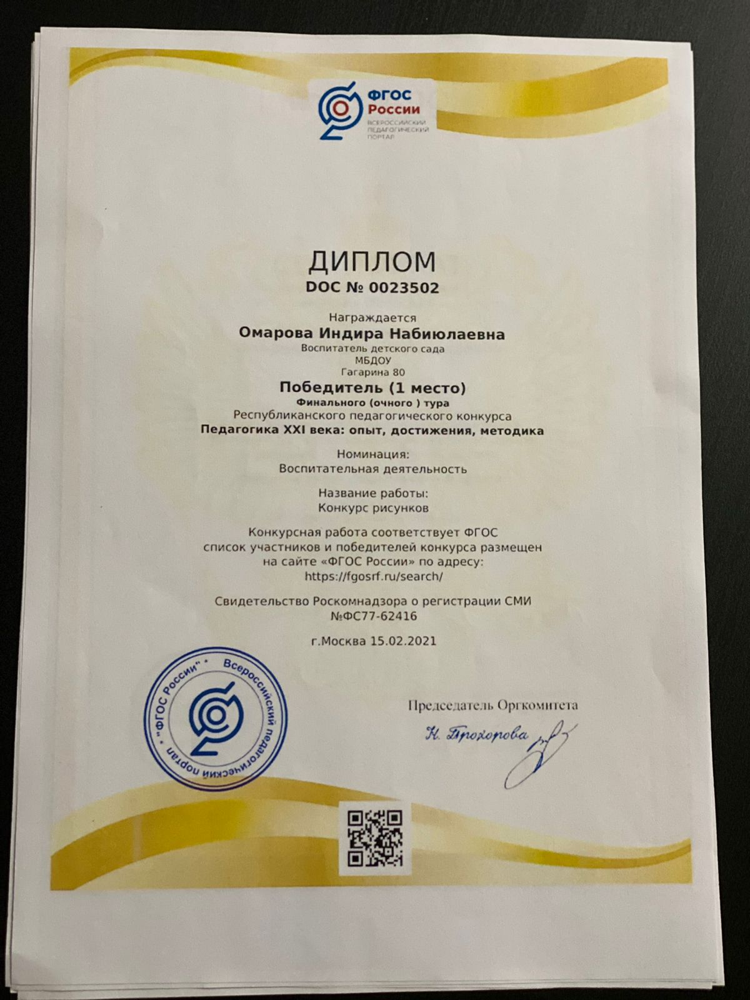 ФГОС
России
ВСЕРОССИЙСКИЙ
ПЕДАГОГИЧЕСКИЙ
ПОРТАЛ
ДИПЛОМ
DOC № 0023502
Награждается
Омарова Индира Набиюлаевна
Воспитатель детского сада
МБДОУ
Гагарина 80
Победитель (1 место)
Финального (очного ) тура
Республиканского педагогического конкурса
Педагогика XXI века: опыт, достижения, методика
Номинация:
Воспитательная деятельность
Название работы:
Конкурс рисунков
Конкурсная работа соответствует ФГОС
список участников и победителей конкурса размещен
на сайте «ФГОС России» по адресу:
https://fgosrf.ru/search/
Свидетельство Роскомнадзора о регистрации СМИ
№ФС77-62416
г.Москва 15.02.2021
Всероссийский педагогический портал * "ФГОС России" *
Председатель Оргкомитета
Н. Прохорова